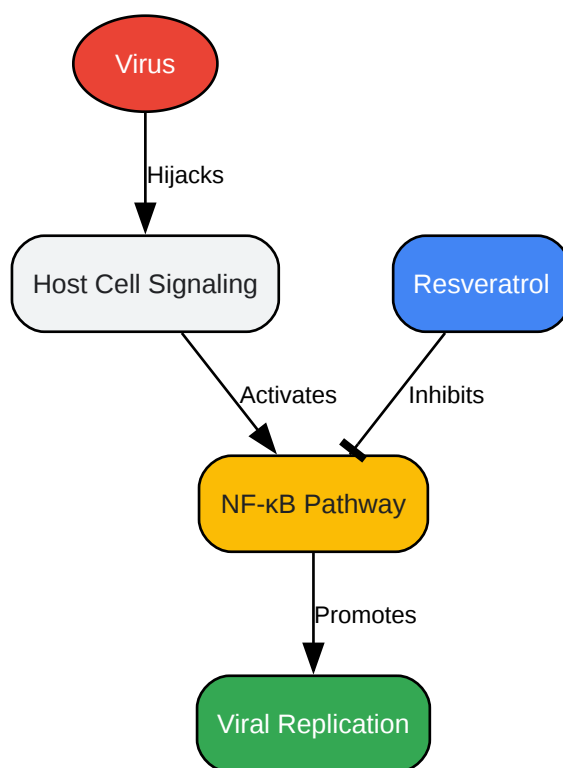 Virus
Hijacks
Host Cell Signaling
Resveratrol
Activates
Inhibits
NF-κB Pathway
Promotes
Viral Replication